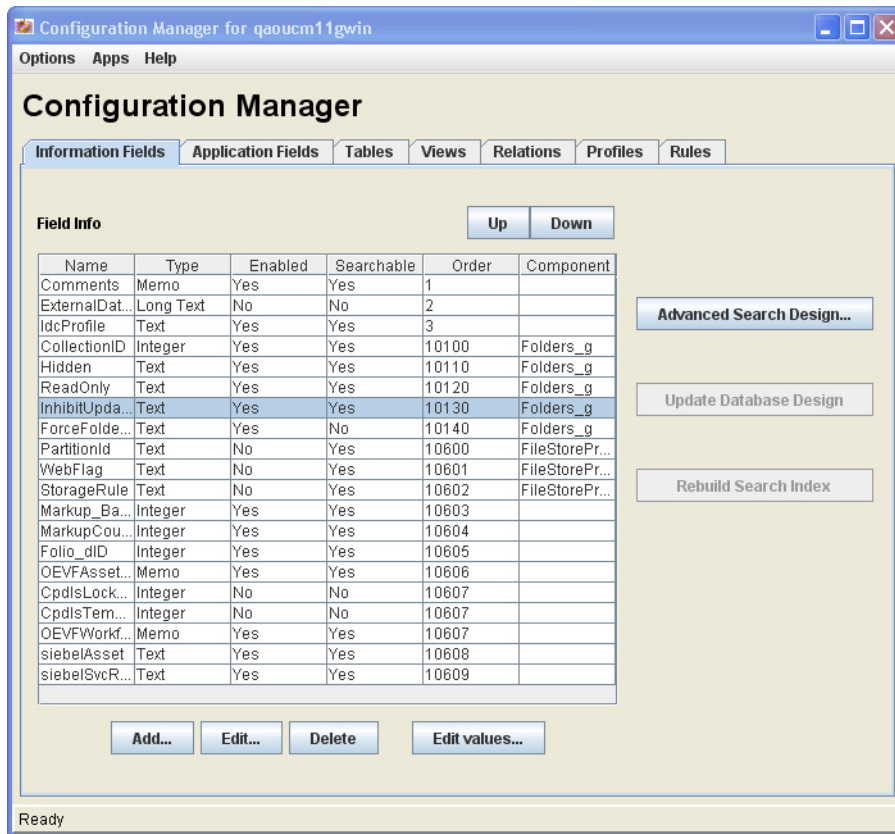 Configuration Manager for qaoucm11gwin
Options Apps Help
Configuration Manager
Information Fields Application Fields Tables Views Relations Profiles Rules
Field Info Up Down
Name Type Enabled Searchable Order Component
Comments Memo Yes Yes 1
ExternalDat... Long Text No No 2
IdcProfile Text Yes Yes 3
CollectionID Integer Yes Yes 10100 Folders_g
Hidden Text Yes Yes 10110 Folders_g
ReadOnly Text Yes Yes 10120 Folders_g
InhibitUpda... Text Yes Yes 10130 Folders_g
ForceFolde... Text Yes No 10140 Folders_g
PartitionId Text No Yes 10600 FileStorePr...
WebFlag Text No Yes 10601 FileStorePr...
StorageRule Text No Yes 10602 FileStorePr...
Markup_Ba... Integer Yes Yes 10603
MarkupCou... Integer Yes Yes 10604
Folio_dID Integer Yes Yes 10605
OEVFAsset... Memo Yes Yes 10606
CpdIsLock... Integer No No 10607
CpdIsTem... Integer No No 10607
OEVFWorkf... Memo Yes Yes 10607
siebelAsset Text Yes Yes 10608
siebelSvcR... Text Yes Yes 10609
Advanced Search Design...
Update Database Design
Rebuild Search Index
Add... Edit... Delete Edit values...
Ready